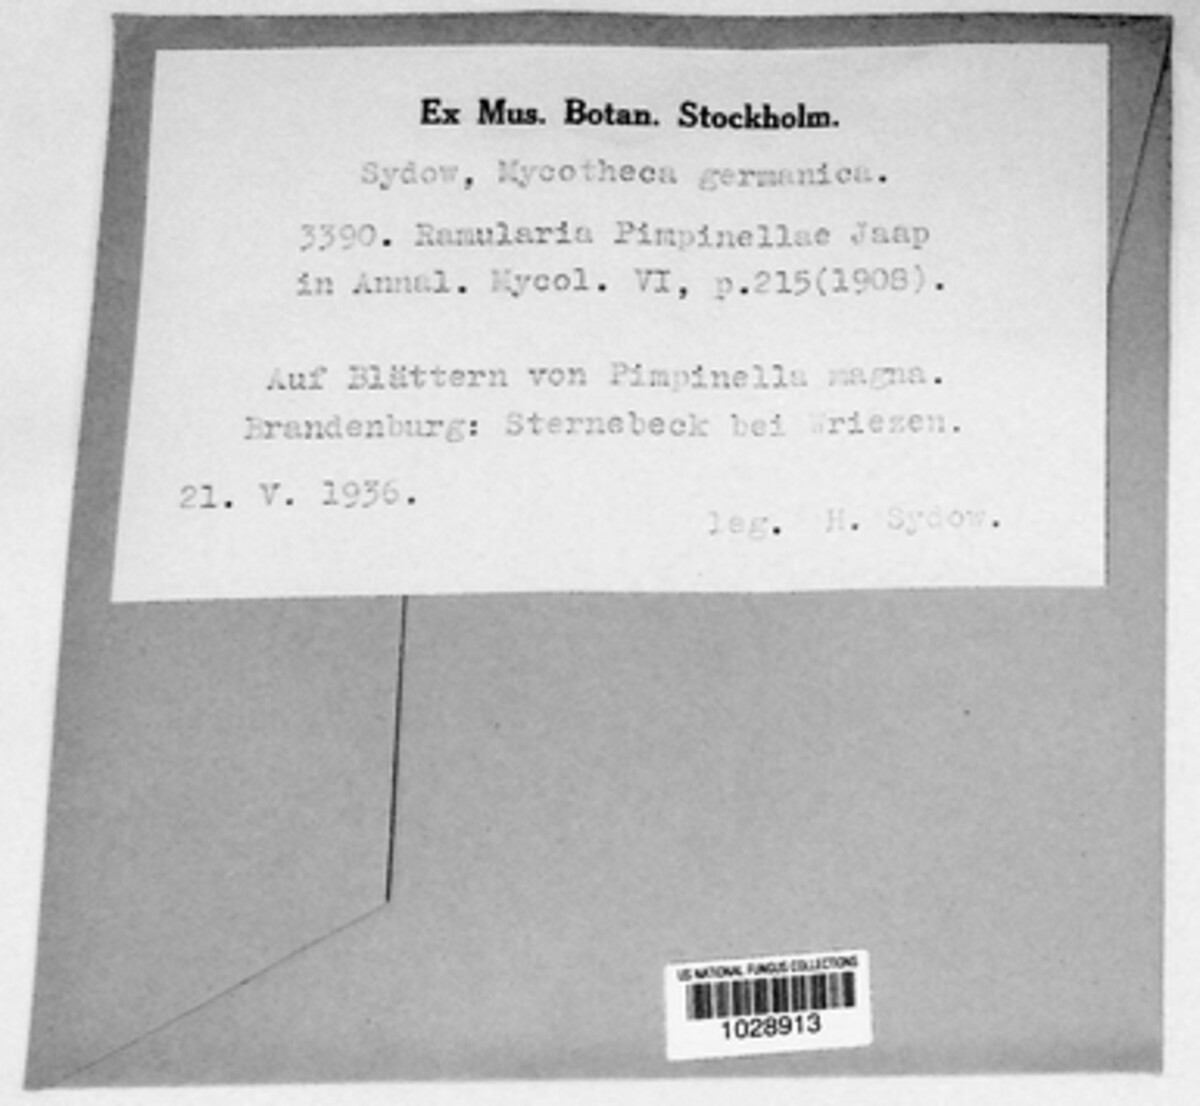 Ex Mus. Botan. Stockholm.
Sydow, Mycotheca germanica.
3390. Ramularia Pimpinellae Jaap
in Annal. Mycol. VI, p.215(1908).
Auf Blättern von Pimpinella magna.
Brandenburg: Sternebeck bei Wriezen.
21. V. 1936.
leg. H. Sydow.
US NATIONAL FUNGUS COLLECTIONS
1028913